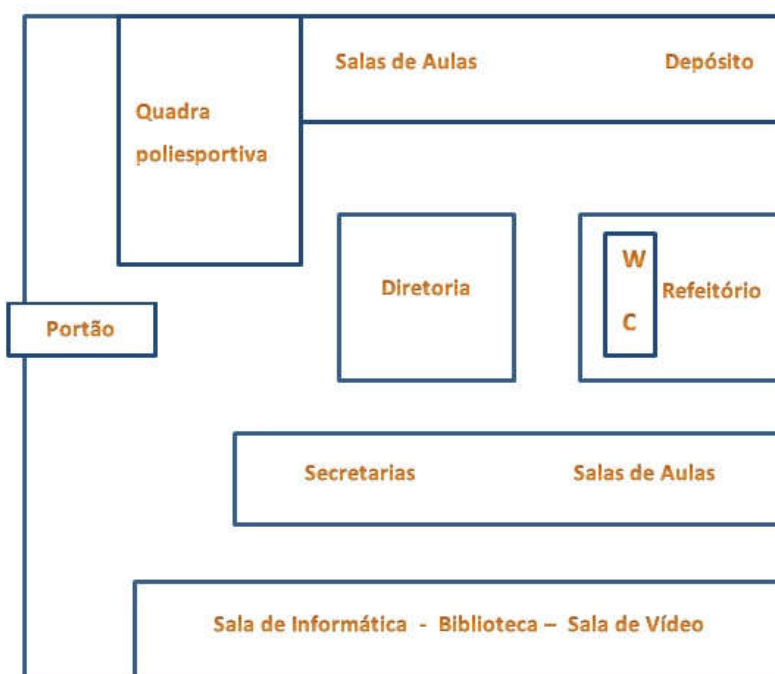 Salas de Aulas
Depósito
Quadra
poliesportiva
Diretoria
W
C
Refeitório
Portão
Secretarias
Salas de Aulas
Sala de Informática - Biblioteca – Sala de Vídeo